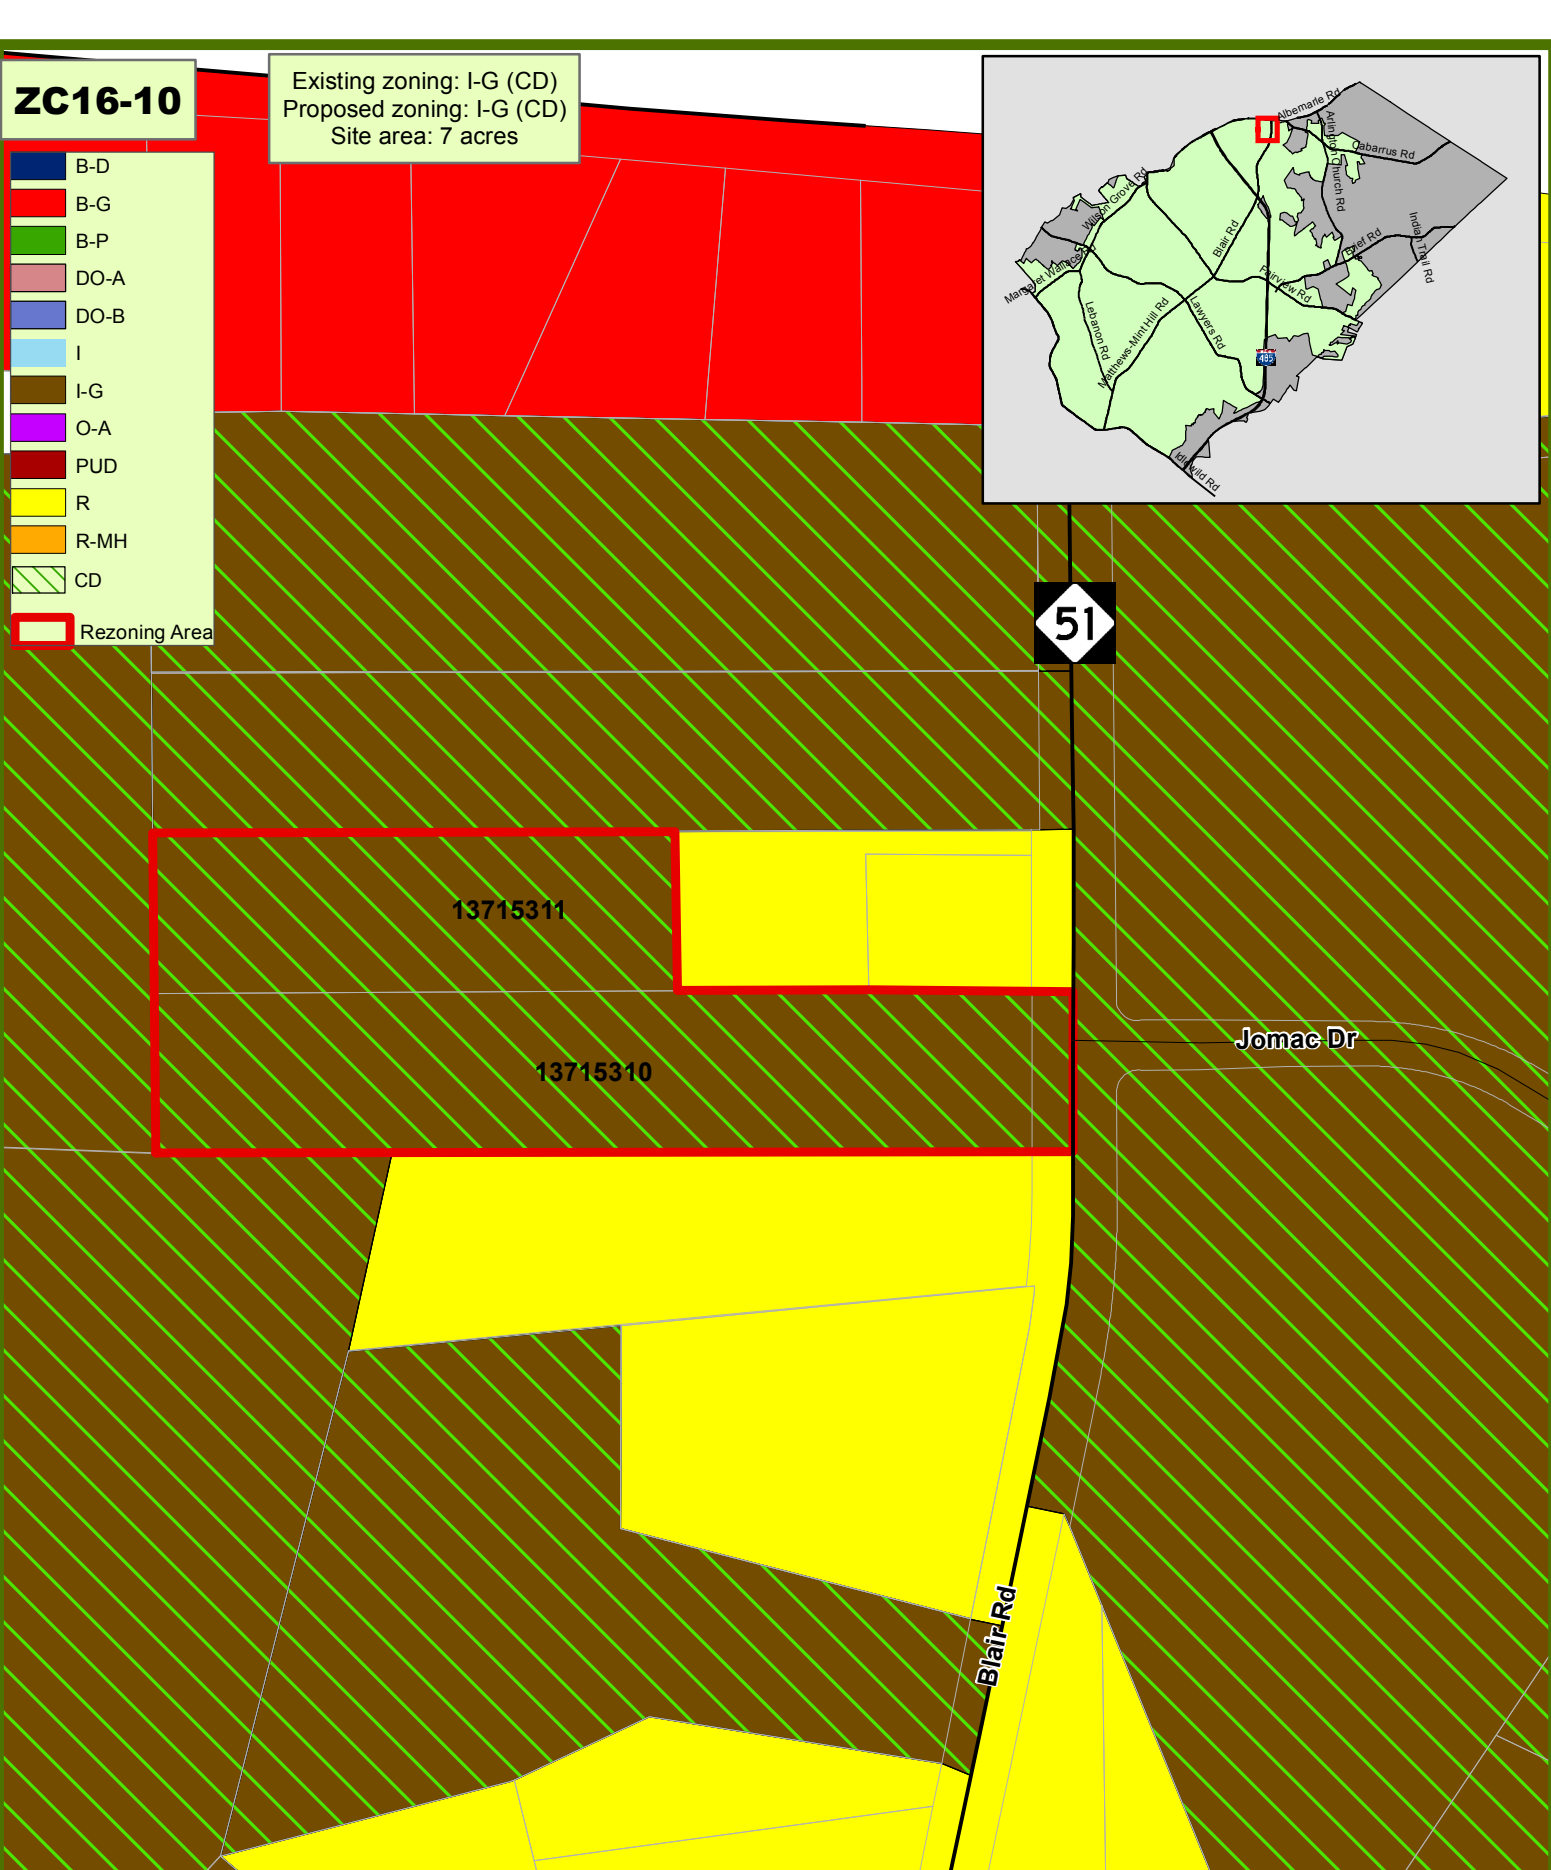 ZC16-10
Existing zoning: I-G (CD)
Proposed zoning: I-G (CD)
Site area: 7 acres
B-D
B-G
B-P
DO-A
DO-B
I
I-G
O-A
PUD
R
R-MH
CD
Rezoning Area
Albemarle Rd
Arlington Church Rd
Cabarrus Rd
Wilson Grove Rd
Margaret Wallace Rd
Blair Rd
Brief Rd
Indian Trail Rd
Fairview Rd
Lebanon Rd
Matthews-Mint Hill Rd
Lawyers Rd
485
Idlewild Rd
51
13715311
13715310
Jomac Dr
Blair Rd